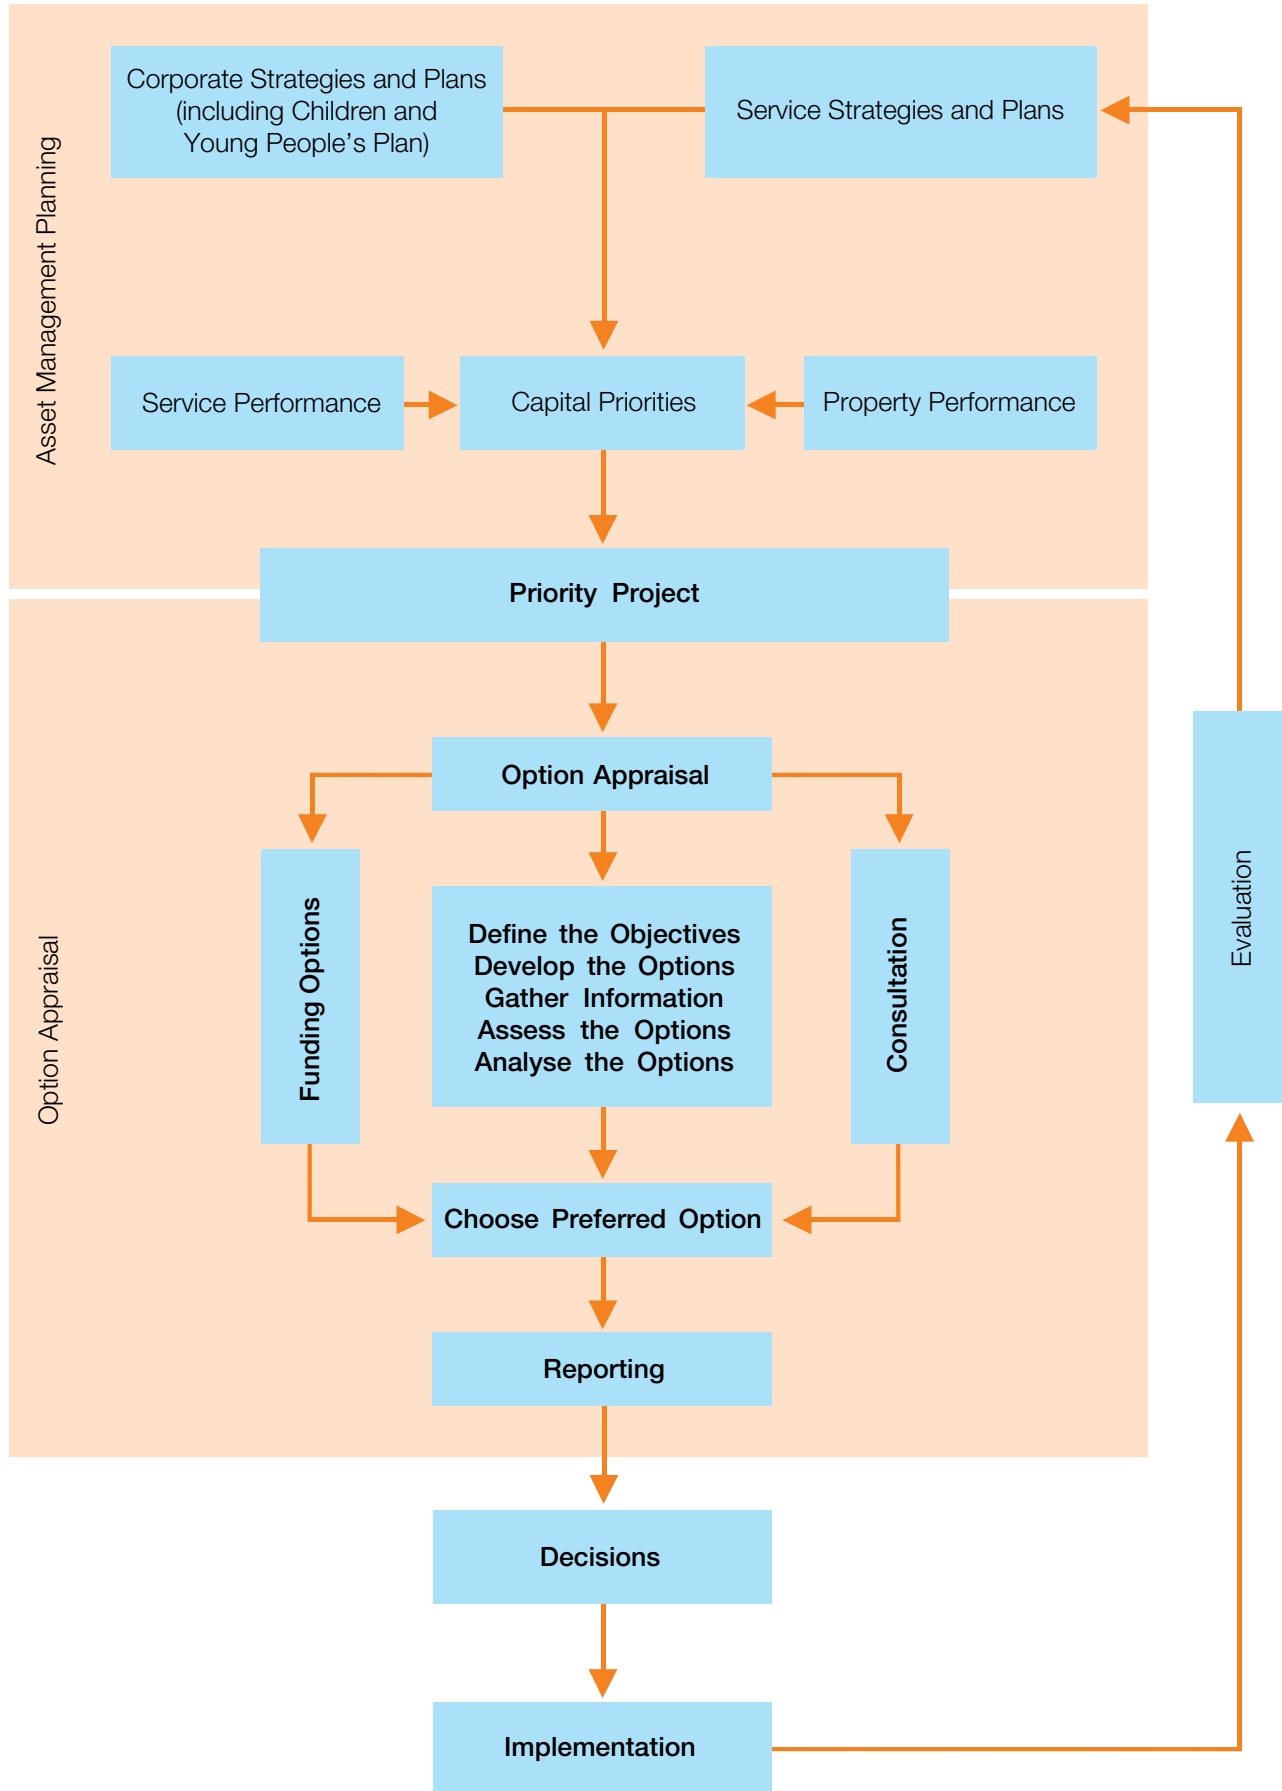 Asset Management Planning
Corporate Strategies and Plans
(including Children and
Young People’s Plan)
Service Strategies and Plans
Service Performance
Capital Priorities
Property Performance
Priority Project
Option Appraisal
Option Appraisal
Funding Options
Define the Objectives
Develop the Options
Gather Information
Assess the Options
Analyse the Options
Consultation
Evaluation
Choose Preferred Option
Reporting
Decisions
Implementation